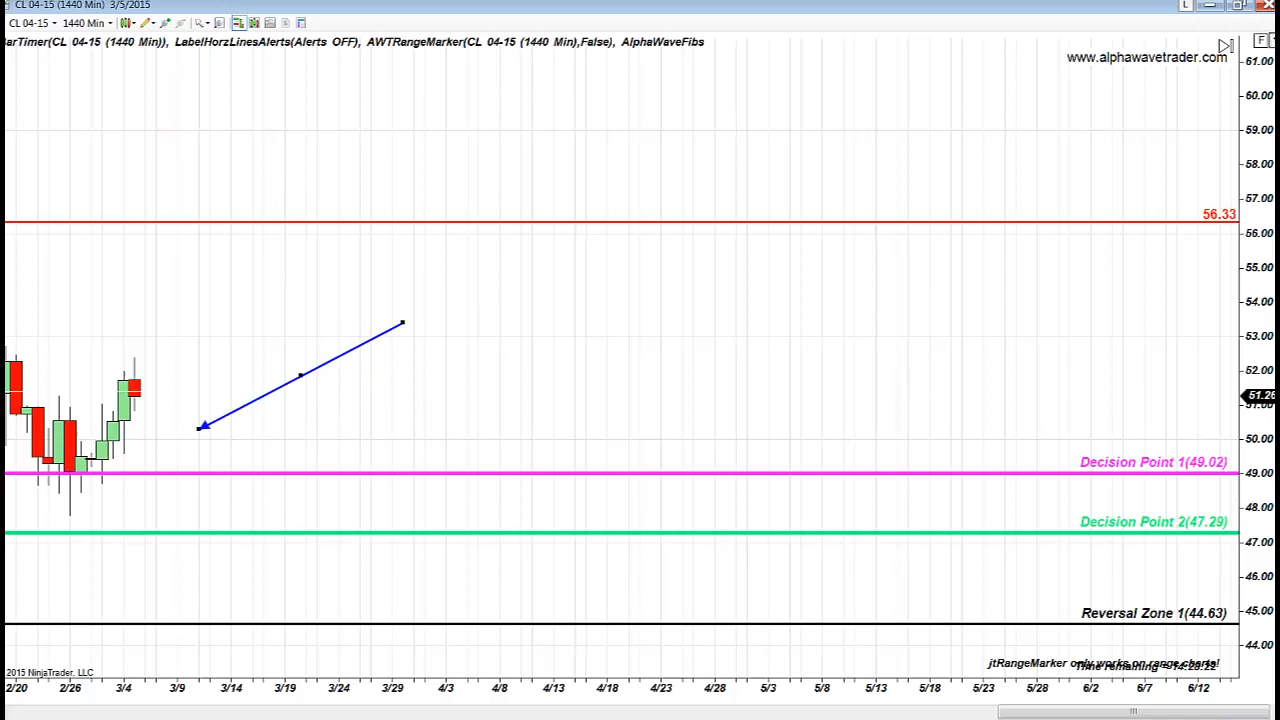 CL 04-15 (1440 Min) 3/5/2015
L
CL 04-15 1440 Min
BarTimer(CL 04-15 (1440 Min)), LabelHorzLinesAlerts(Alerts OFF), AWTRangeMarker(CL 04-15 (1440 Min),False), AlphaWaveFibs
F
www.alphawavetrader.com
61.00
60.00
59.00
58.00
57.00
56.33
56.00
55.00
54.00
53.00
52.00
51.26
51.00
50.00
Decision Point 1(49.02)
49.00
48.00
Decision Point 2(47.29)
47.00
46.00
Reversal Zone 1(44.63)
45.00
44.00
jtRangeMarker only works on range charts!
Time remaining =
2015 NinjaTrader, LLC
2/20 2/26 3/4 3/9 3/14 3/19 3/24 3/29 4/3 4/8 4/13 4/18 4/23 4/28 5/3 5/8 5/13 5/18 5/23 5/28 6/2 6/7 6/12